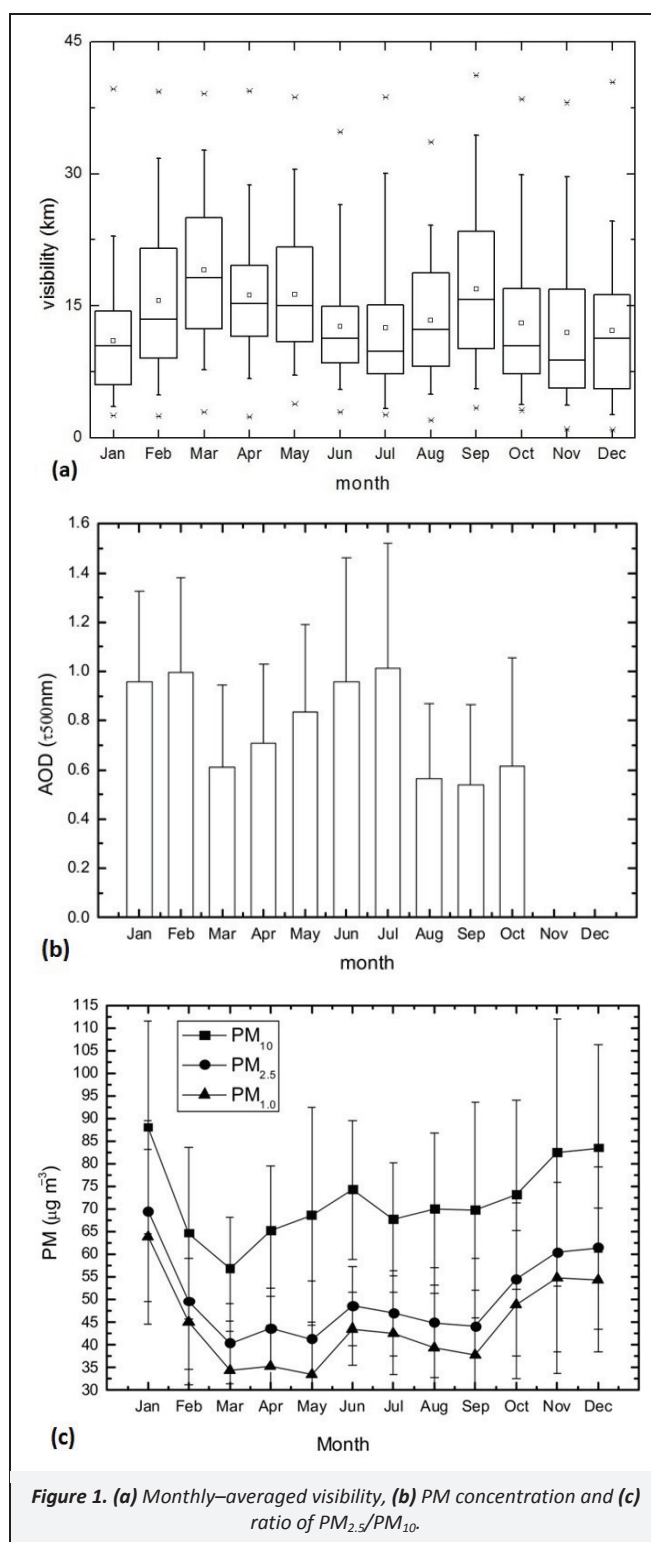 45
30
15
0
visibility (km)
Jan Feb Mar Apr May Jun Jul Aug Sep Oct Nov Dec
month
(a)
1.6
1.4
1.2
1.0
0.8
0.6
0.4
0.2
0.0
AOD (τ500nm)
Jan Feb Mar Apr May Jun Jul Aug Sep Oct Nov Dec
month
(b)
115
110
105
100
95
90
85
80
75
70
65
60
55
50
45
40
35
30
PM (μg m⁻³)
PM₁₀
PM₂.₅
PM₁.₀
Jan Feb Mar Apr May Jun Jul Aug Sep Oct Nov Dec
Month
(c)
Figure 1. (a) Monthly–averaged visibility, (b) PM concentration and (c)
ratio of PM₂.₅/PM₁₀.